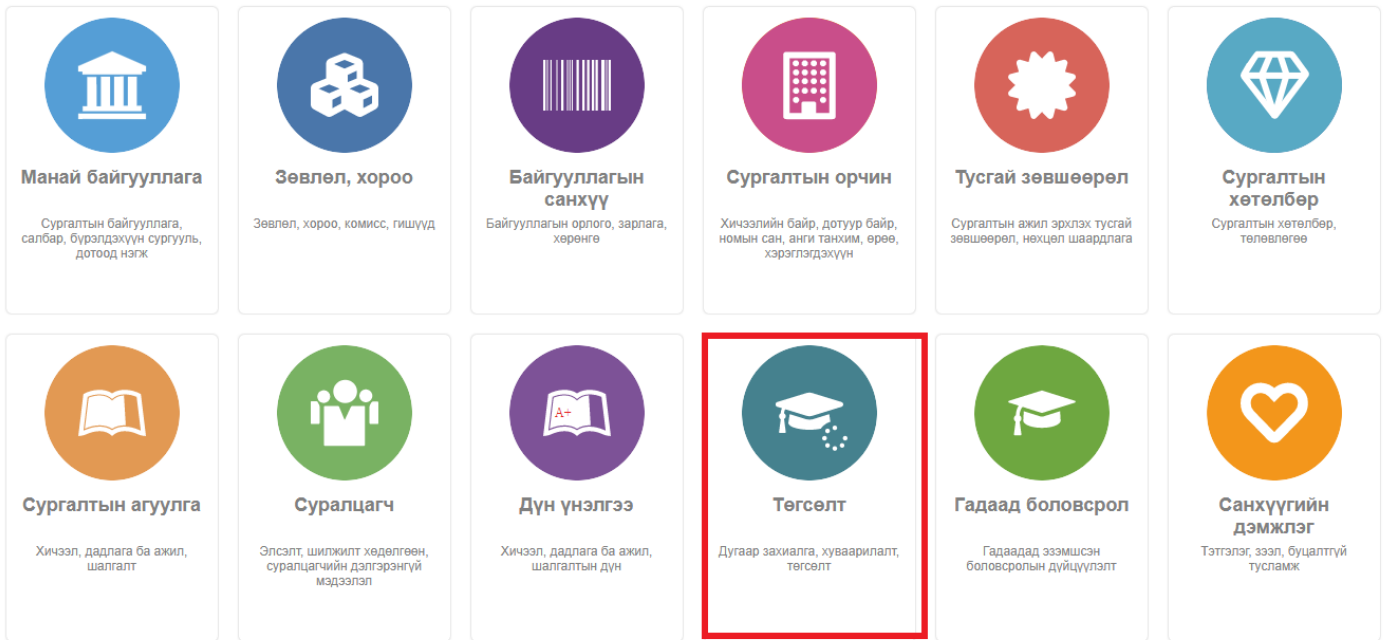 Манай байгууллага
Сургалтын байгууллага,
салбар, бүрэлдэхүүн сургууль,
дотоод нэгж
Зөвлөл, хороо
Зөвлөл, хороо, комисс, гишүүд
Байгууллагын
санхүү
Байгууллагын орлого, зарлага,
хөрөнгө
Сургалтын орчин
Хичээлийн байр, дотуур байр,
номын сан, анги танхим, өрөө,
хэрэглэгдэхүүн
Тусгай зөвшөөрөл
Сургалтын ажил эрхлэх тусгай
зөвшөөрөл, нөхцөл шаардлага
Сургалтын
хөтөлбөр
Сургалтын хөтөлбөр,
төлөвлөгөө
Сургалтын агуулга
Хичээл, дадлага ба ажил,
шалгалт
Суралцагч
Элсэлт, шилжилт хөдөлгөөн,
суралцагчийн дэлгэрэнгүй
мэдээлэл
A+
Дүн үнэлгээ
Хичээл, дадлага ба ажил,
шалгалтын дүн
Төгсөлт
Дугаар захиалга, хуваарилалт,
төгсөлт
Гадаад боловсрол
Гадаадад эзэмшсэн
боловсролын дүйцүүлэлт
Санхүүгийн
дэмжлэг
Тэтгэлэг, зээл, буцалтгүй
тусламж